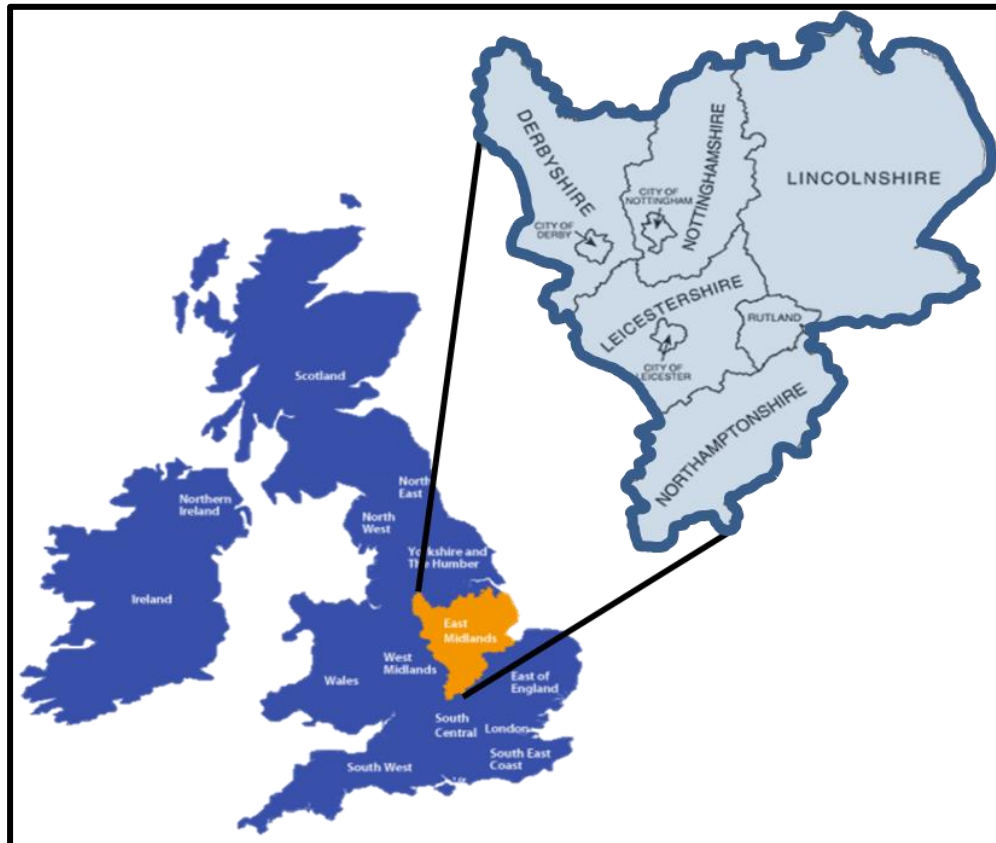 DERBYSHIRE
NOTTINGHAMSHIRE
LINCOLNSHIRE
CITY OF
NOTTINGHAM
CITY OF
DERBY
LEICESTERSHIRE
RUTLAND
CITY OF
LEICESTER
NORTHAMPTONSHIRE
Scotland
North
East
Northern
Ireland
North
West
Yorkshire and
The Humber
Ireland
East
Midlands
West
Midlands
Wales
East of
England
South
Central
London
South East
Coast
South West